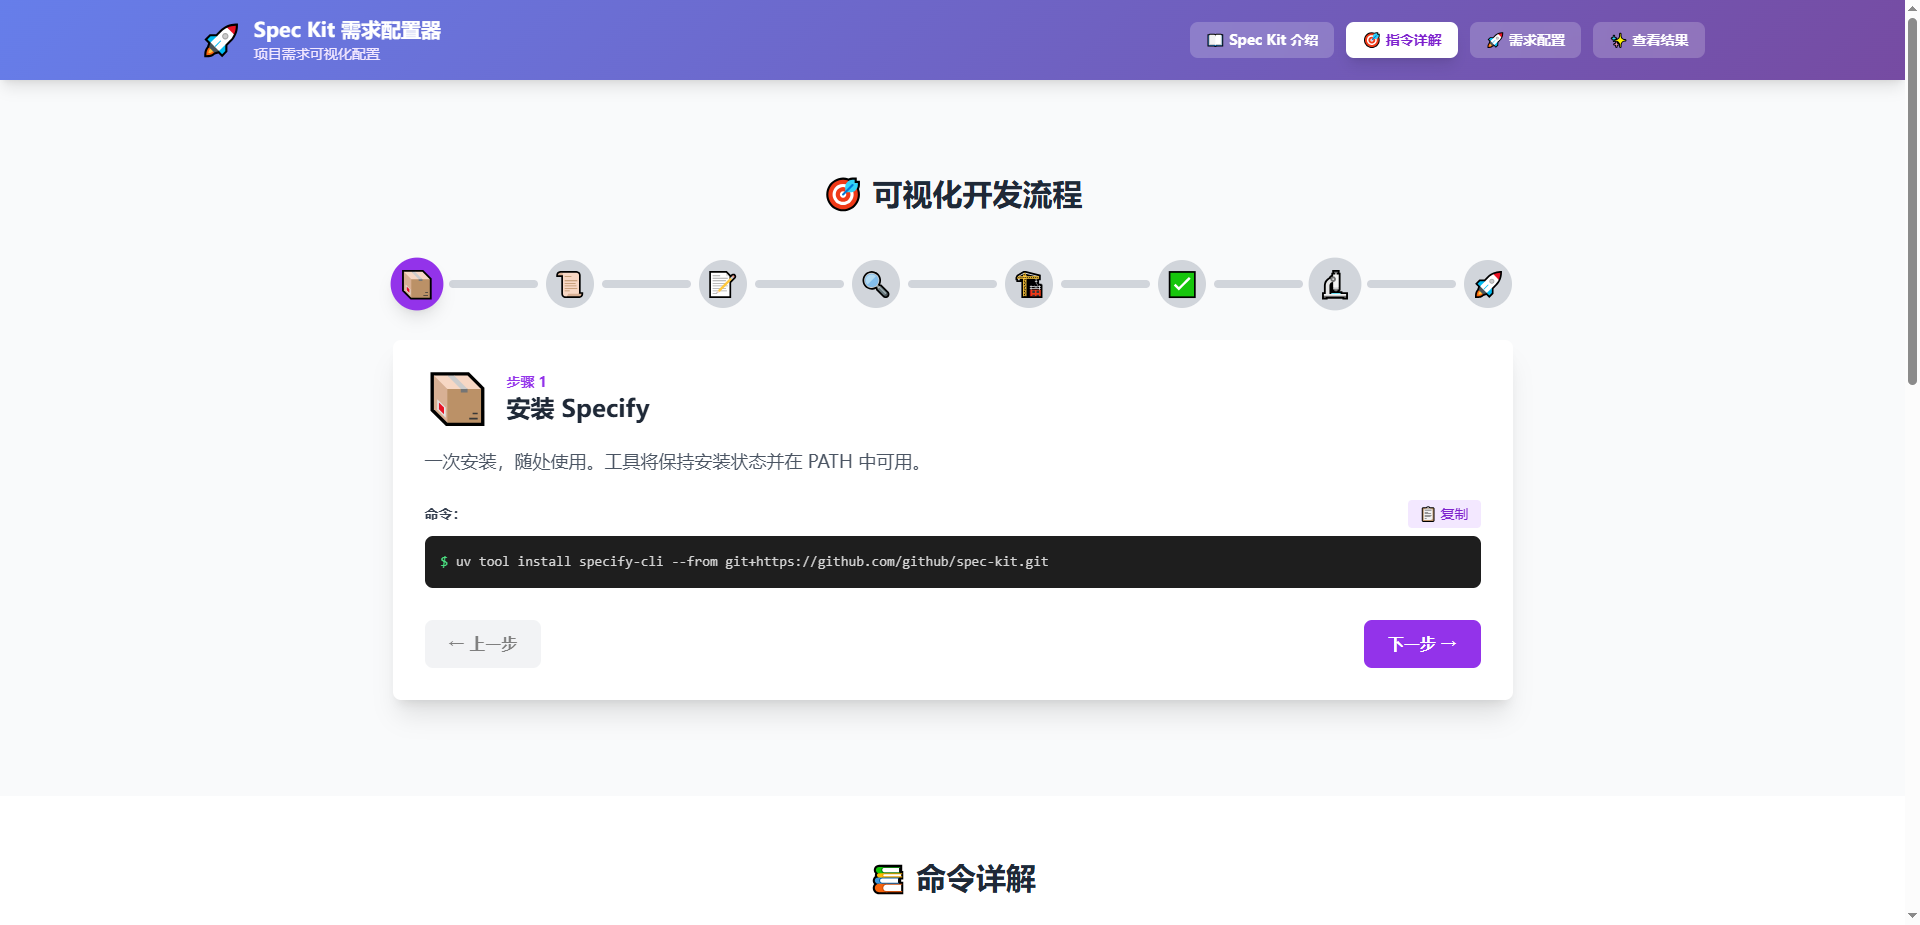 Spec Kit 需求配置器
项目需求可视化配置
Spec Kit 介绍
指令详解
需求配置
查看结果
可视化开发流程
步骤 1
安装 Specify
一次安装，随处使用。工具将保持安装状态并在 PATH 中可用。
命令：
复制
$ uv tool install specify-cli --from git+https://github.com/github/spec-kit.git
← 上一步
下一步 →
命令详解